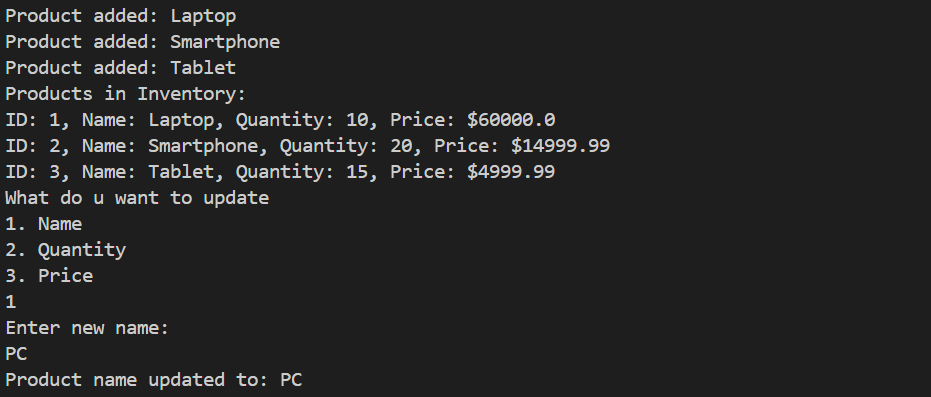 Product added: Laptop
Product added: Smartphone
Product added: Tablet
Products in Inventory:
ID: 1, Name: Laptop, Quantity: 10, Price: $60000.0
ID: 2, Name: Smartphone, Quantity: 20, Price: $14999.99
ID: 3, Name: Tablet, Quantity: 15, Price: $4999.99
What do u want to update
1. Name
2. Quantity
3. Price
1
Enter new name:
PC
Product name updated to: PC